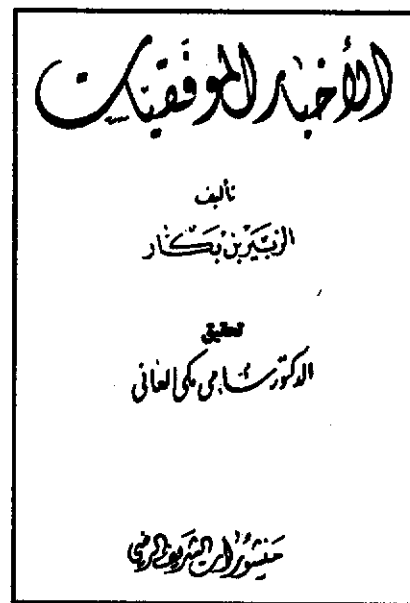 الأخبار الموفقيات
تأليف
الزبير بن بكار
تحقيق
الدكتور سامي مكي العاني
منشورات الشريف الرضي